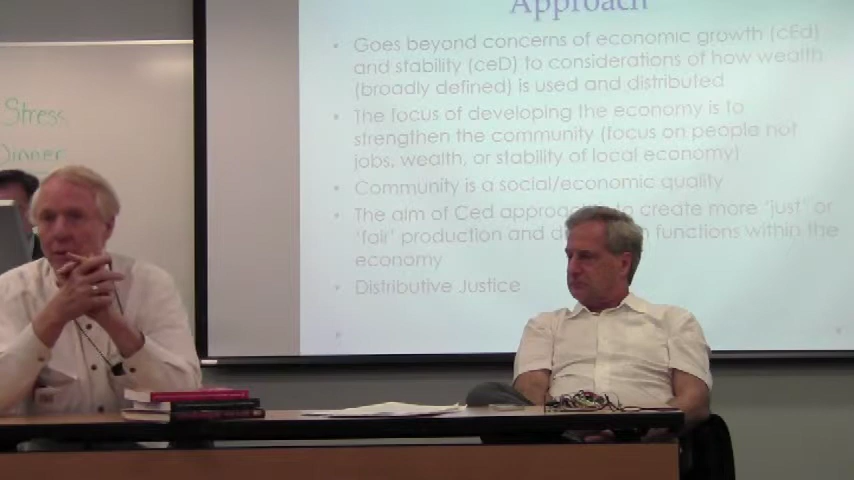 Approach
• Goes beyond concerns of economic growth (cEd)
and stability (ceD) to considerations of how wealth
(broadly defined) is used and distributed
• The focus of developing the economy is to
strengthen the community (focus on people not
jobs, wealth, or stability of local economy)
• Community is a social/economic quality
• The aim of Ced approach to create more 'just' or
'fair' production and functions within the
economy
• Distributive Justice
Stress
Dinner